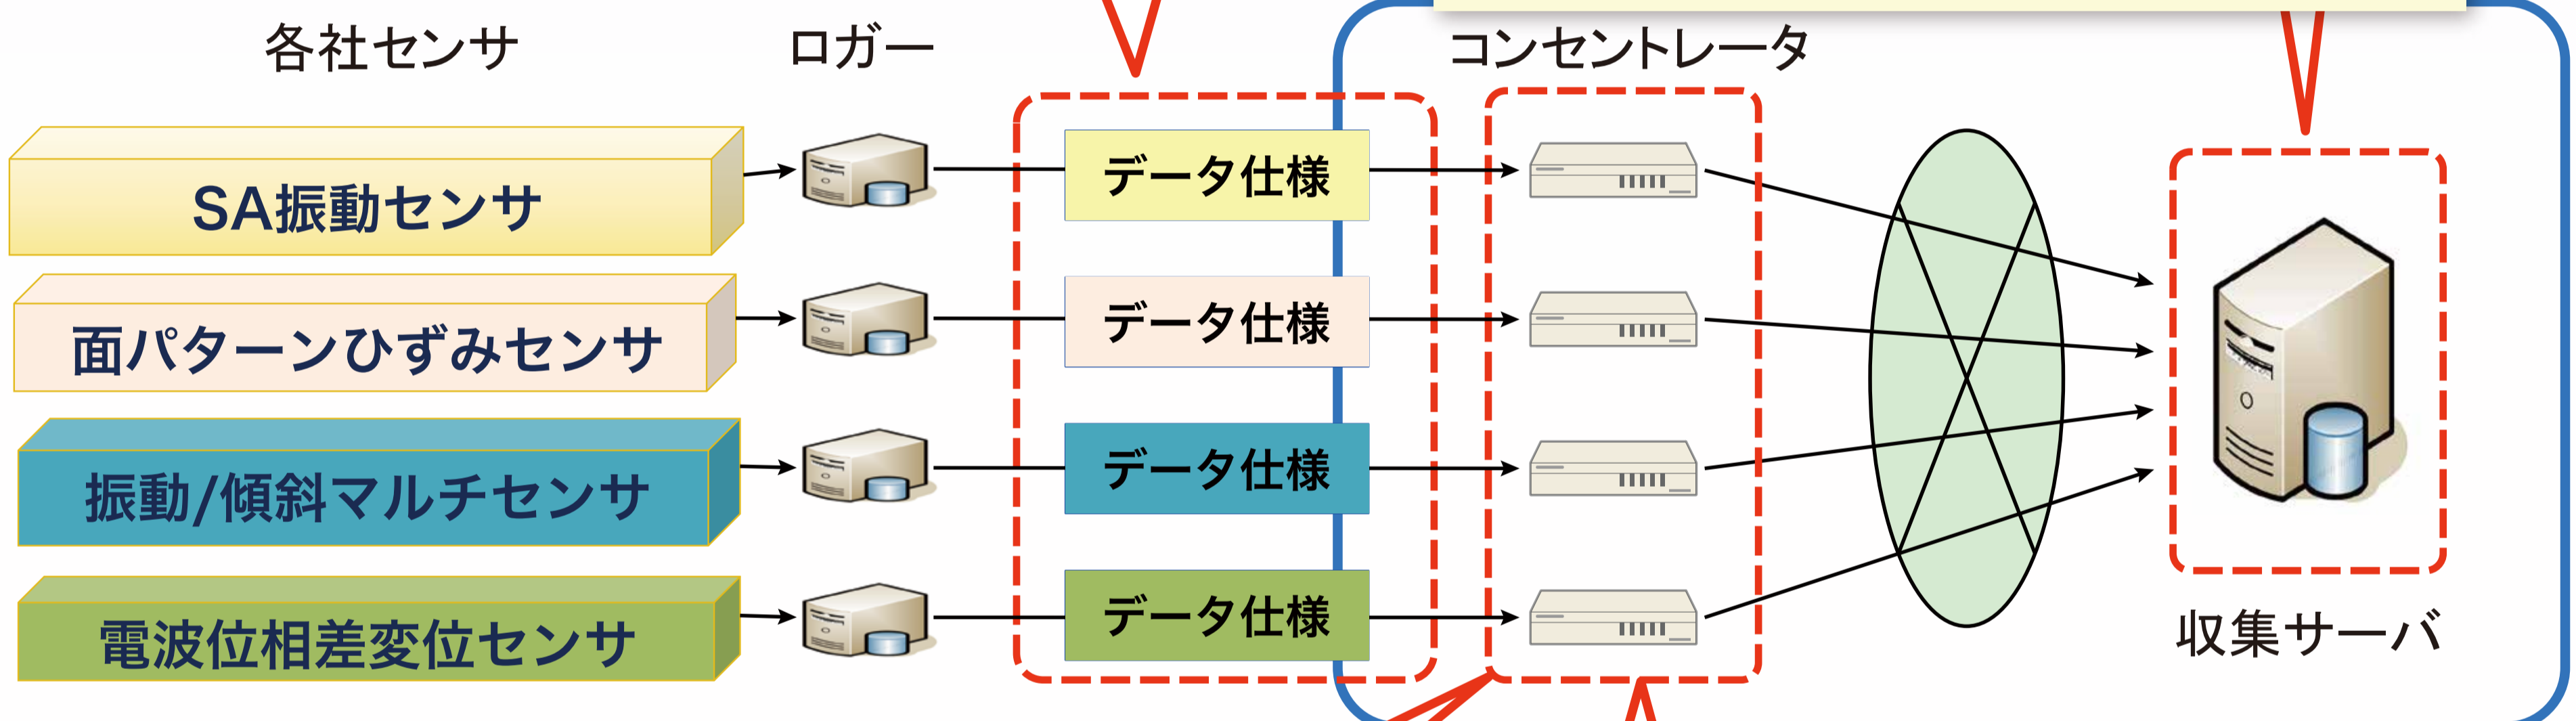 各社センサ
ロガー
コンセントレータ
SA振動センサ
データ仕様
面パターンひずみセンサ
データ仕様
振動/傾斜マルチセンサ
データ仕様
電波位相差変位センサ
データ仕様
収集サーバ